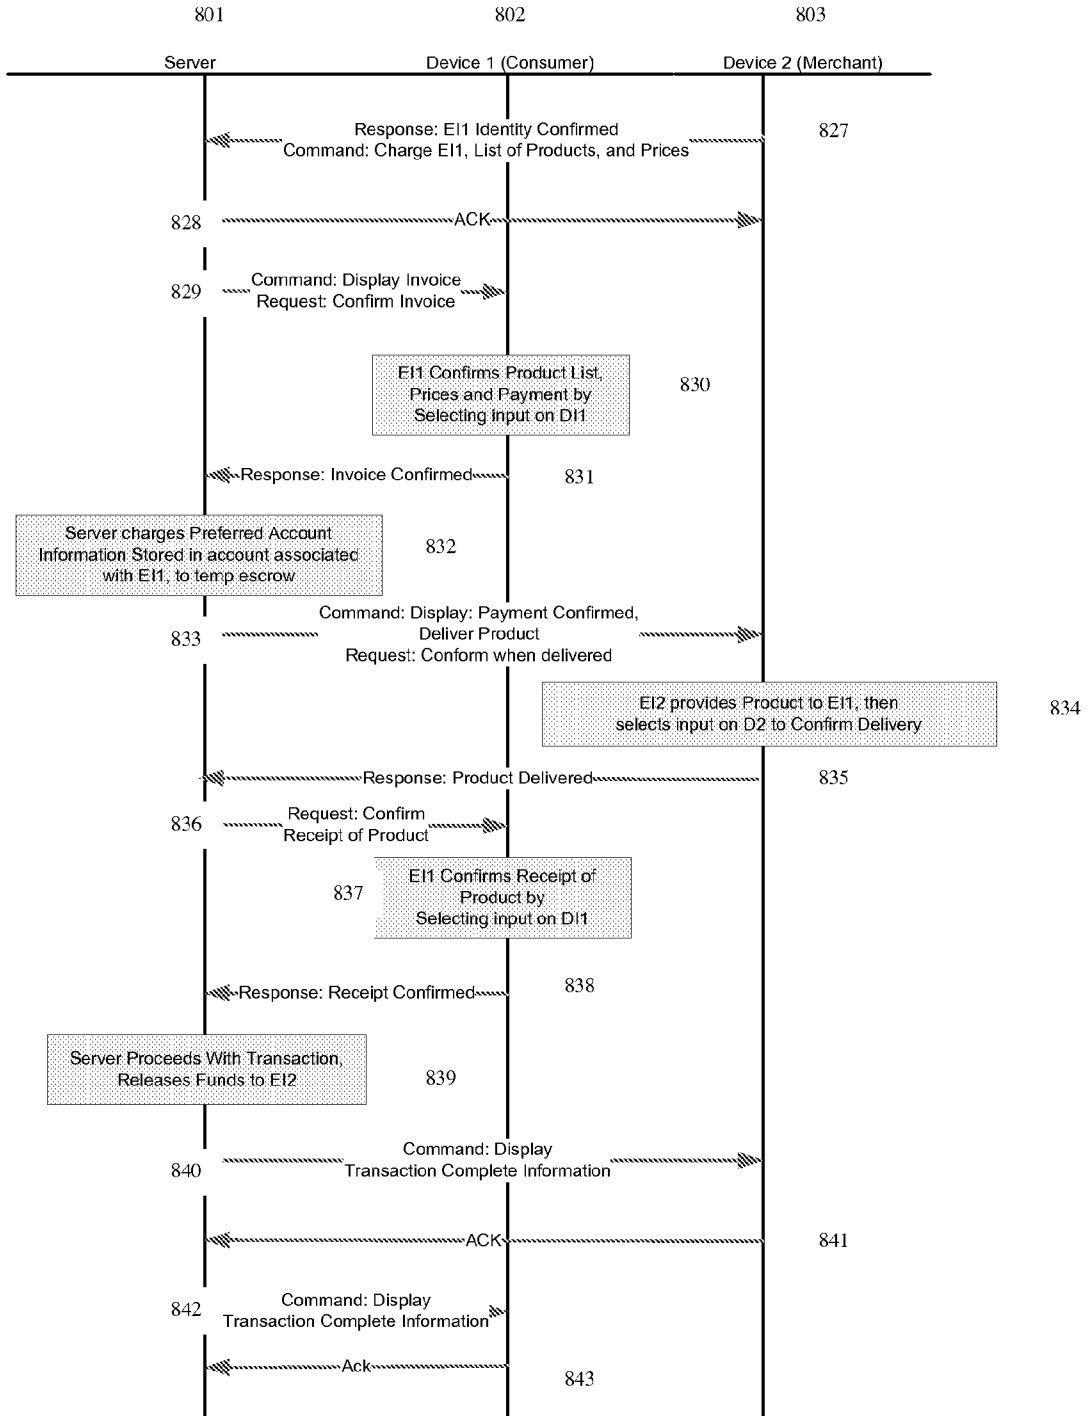 801 802 803
Server Device 1 (Consumer) Device 2 (Merchant)
Response: EI1 Identity Confirmed
Command: Charge EI1, List of Products, and Prices
827
828
ACK
829
Command: Display Invoice
Request: Confirm Invoice
EI1 Confirms Product List,
Prices and Payment by
Selecting input on DI1
830
Response: Invoice Confirmed
831
Server charges Preferred Account
Information Stored in account associated
with EI1, to temp escrow
832
833
Command: Display: Payment Confirmed,
Deliver Product
Request: Conform when delivered
EI2 provides Product to EI1, then
selects input on D2 to Confirm Delivery
834
Response: Product Delivered
835
836
Request: Confirm
Receipt of Product
837
EI1 Confirms Receipt of
Product by
Selecting input on DI1
Response: Receipt Confirmed
838
Server Proceeds With Transaction,
Releases Funds to EI2
839
840
Command: Display
Transaction Complete Information
ACK
841
842
Command: Display
Transaction Complete Information
Ack
843